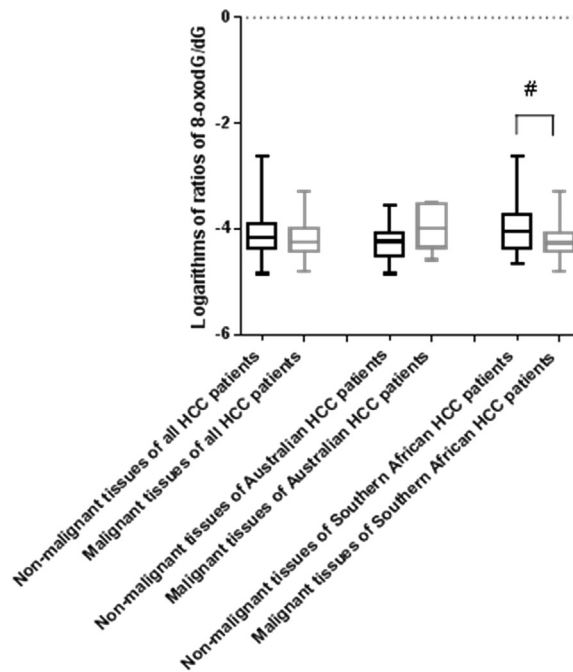 Logarithms of ratios of 8-oxodG/dG
0
-2
-4
-6
#
Non-malignant tissues of all HCC patients
Malignant tissues of all HCC patients
Non-malignant tissues of Australian HCC patients
Malignant tissues of Australian HCC patients
Non-malignant tissues of Southern African HCC patients
Malignant tissues of Southern African HCC patients